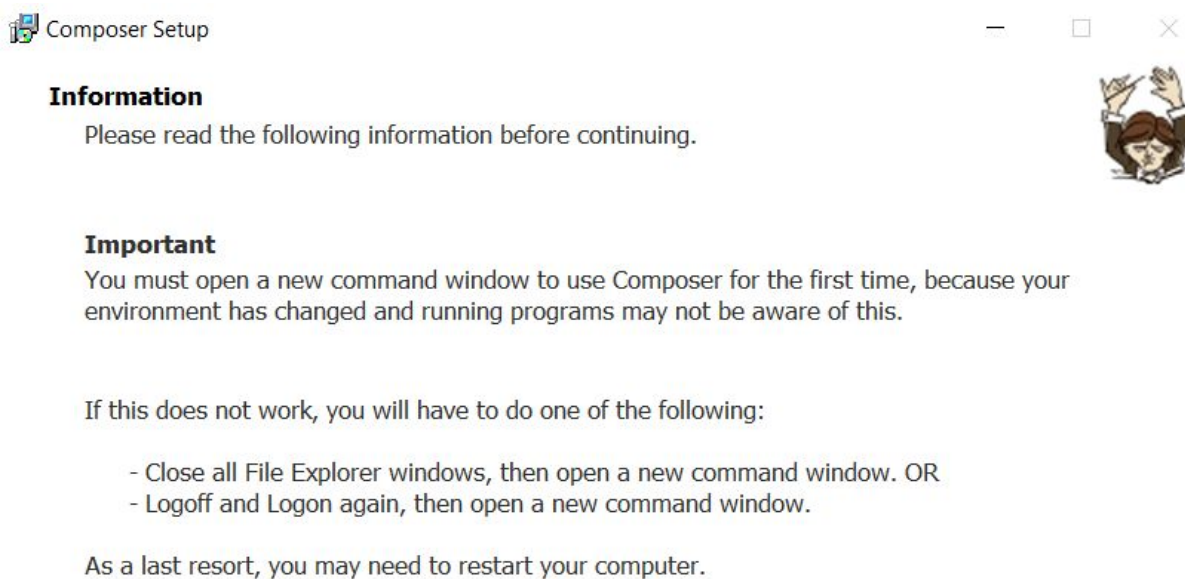 Composer Setup
Information
Please read the following information before continuing.
Important
You must open a new command window to use Composer for the first time, because your
environment has changed and running programs may not be aware of this.
If this does not work, you will have to do one of the following:
- Close all File Explorer windows, then open a new command window. OR
- Logoff and Logon again, then open a new command window.
As a last resort, you may need to restart your computer.